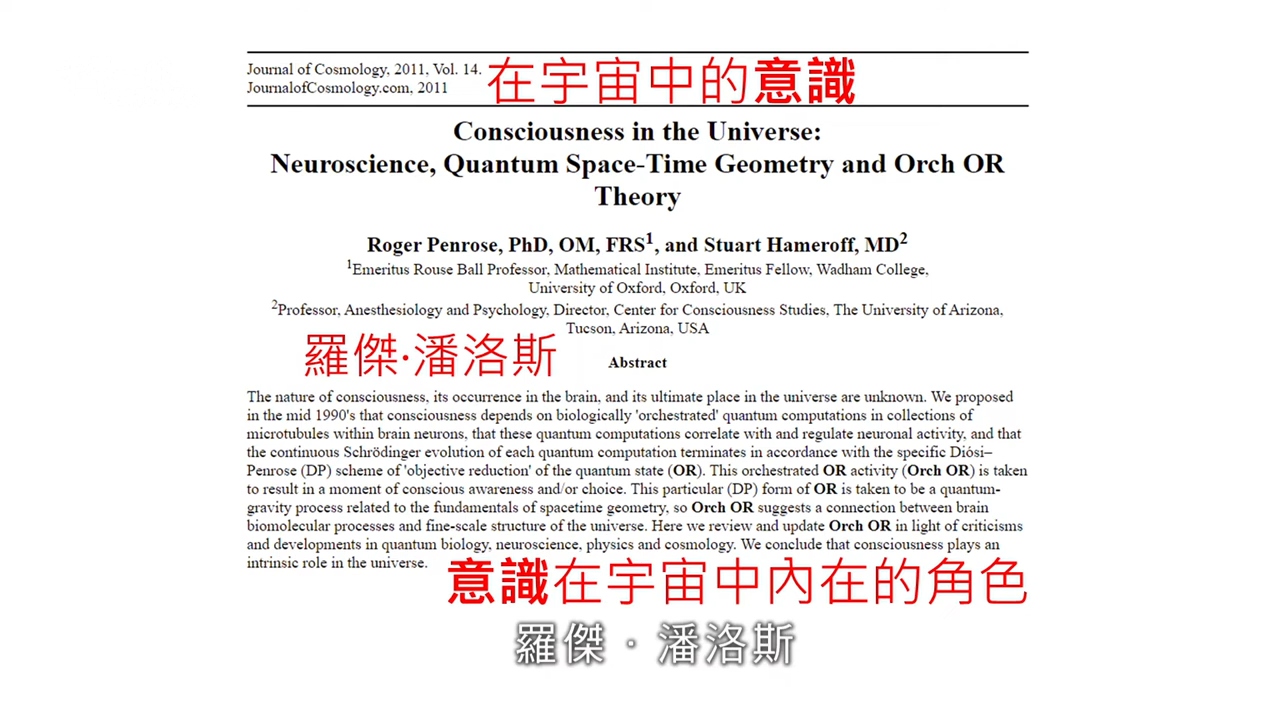 Journal of Cosmology, 2011, Vol. 14.
JournalofCosmology.com, 2011
在宇宙中的意識
Consciousness in the Universe:
Neuroscience, Quantum Space-Time Geometry and Orch OR
Theory
Roger Penrose, PhD, OM, FRS1, and Stuart Hameroff, MD2
1Emeritus Rouse Ball Professor, Mathematical Institute, Emeritus Fellow, Wadham College,
University of Oxford, Oxford, UK
2Professor, Anesthesiology and Psychology, Director, Center for Consciousness Studies, The University of Arizona,
Tucson, Arizona, USA
羅傑·潘洛斯
Abstract
The nature of consciousness, its occurrence in the brain, and its ultimate place in the universe are unknown. We proposed
in the mid 1990's that consciousness depends on biologically 'orchestrated' quantum computations in collections of
microtubules within brain neurons, that these quantum computations correlate with and regulate neuronal activity, and that
the continuous Schrödinger evolution of each quantum computation terminates in accordance with the specific Diósi–
Penrose (DP) scheme of 'objective reduction' of the quantum state (OR). This orchestrated OR activity (Orch OR) is taken
to result in a moment of conscious awareness and/or choice. This particular (DP) form of OR is taken to be a quantum-
gravity process related to the fundamentals of spacetime geometry, so Orch OR suggests a connection between brain
biomolecular processes and fine-scale structure of the universe. Here we review and update Orch OR in light of criticisms
and developments in quantum biology, neuroscience, physics and cosmology. We conclude that consciousness plays an
intrinsic role in the universe.
意識在宇宙中內在的角色
羅傑·潘洛斯